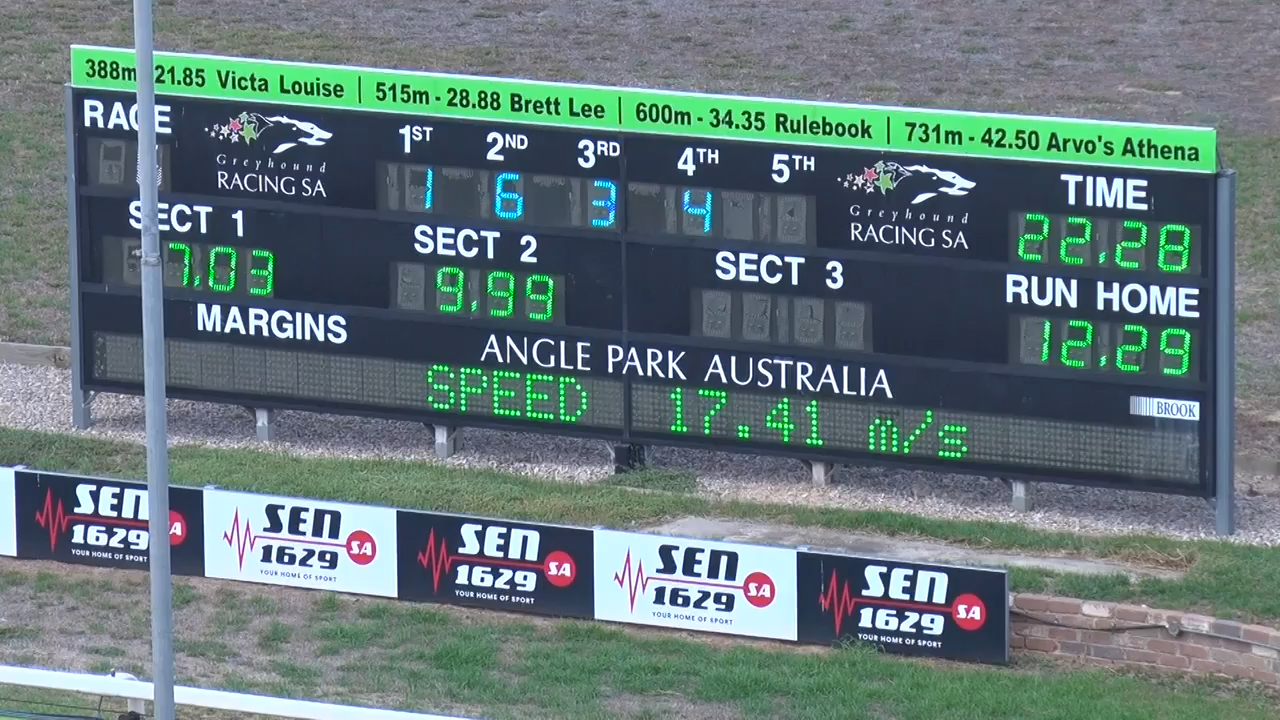 388m 21.85 Victa Louise | 515m - 28.88 Brett Lee | 600m - 34.35 Rulebook | 731m - 42.50 Arvo's Athena
RACE
Greyhound
RACING SA
1ST 2ND 3RD 4TH 5TH
1 6 3 4
Greyhound
RACING SA
TIME
22.28
SECT 1
7.03
SECT 2
9.99
SECT 3
RUN HOME
12.29
MARGINS
ANGLE PARK AUSTRALIA
BROOK
SPEED 17.41 m/s
SEN
1629
A
YOUR HOME OF SPORT
SEN
1629
SA
YOUR HOME OF SPORT
SEN
1629
SA
YOUR HOME OF SPORT
SEN
1629
SA
YOUR HOME OF SPORT
SEN
1629
SA
YOUR HOME OF SPORT